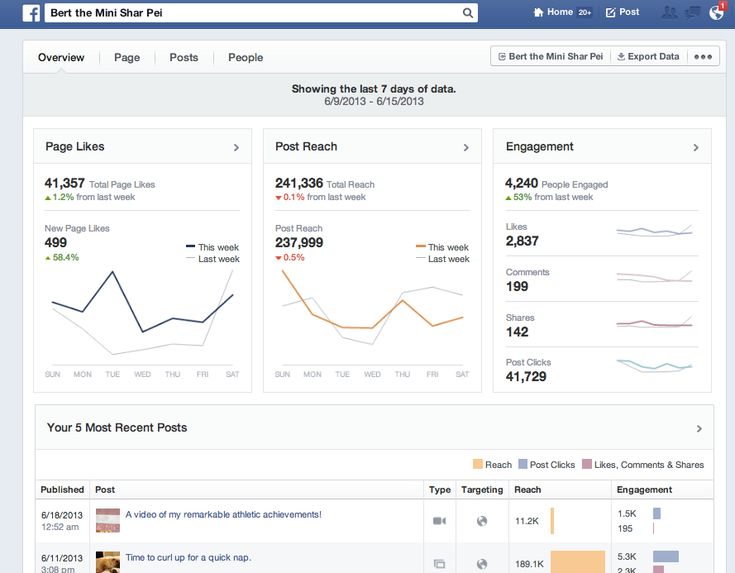 f Bert the Mini Shar Pei Home 20+ Post 1
Overview Page Posts People Bert the Mini Shar Pei Export Data
Showing the last 7 days of data.
6/9/2013 - 6/15/2013
Page Likes
41,357 Total Page Likes
1.2% from last week
New Page Likes
499
58.4%
This week
Last week
SUN MON TUE WED THU FRI SAT
Post Reach
241,336 Total Reach
0.1% from last week
Post Reach
237,999
0.5%
This week
Last week
SUN MON TUE WED THU FRI SAT
Engagement
4,240 People Engaged
53% from last week
Likes
2,837
Comments
199
Shares
142
Post Clicks
41,729
Your 5 Most Recent Posts
Reach Post Clicks Likes, Comments & Shares
Published Post Type Targeting Reach Engagement
6/18/2013
12:52 am
A video of my remarkable athletic achievements!
11.2K
1.5K
195
6/11/2013
3:08 pm
Time to curl up for a quick nap.
189.1K
5.3K
2.3K